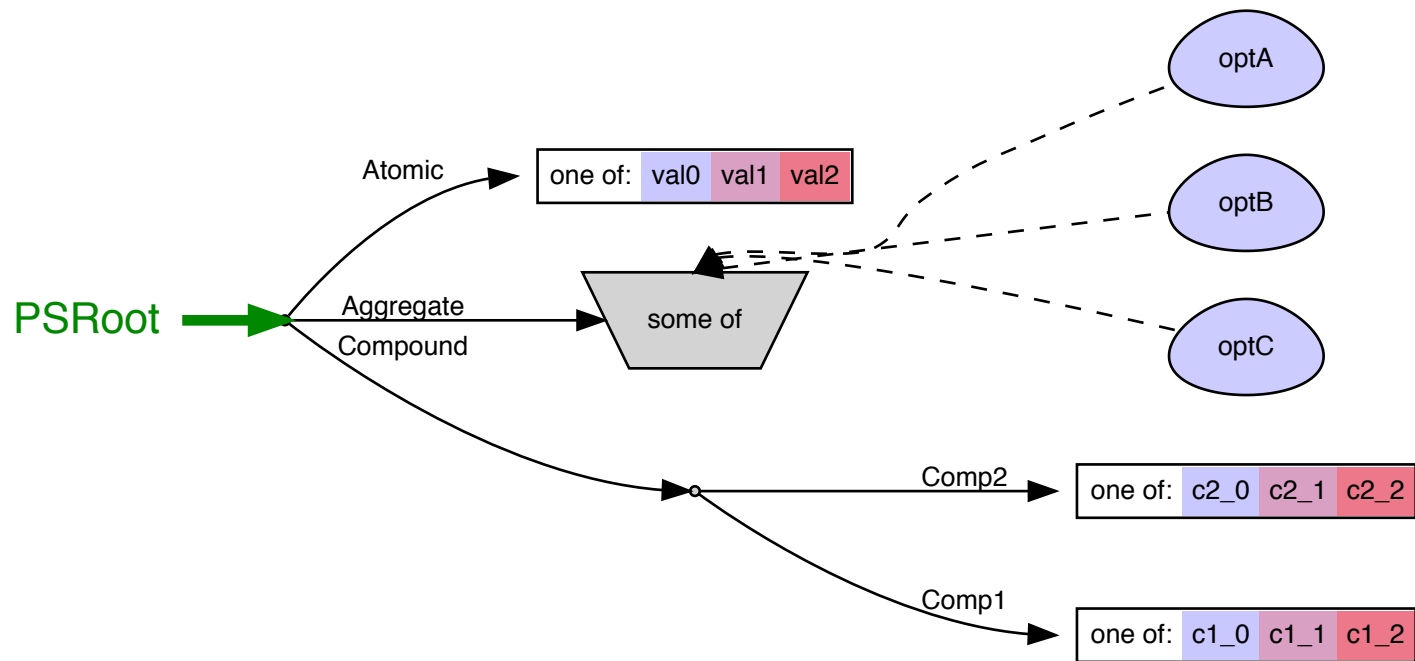 optA
Atomic
one of: val0 val1 val2
optB
PSRoot
Aggregate
some of
Compound
optC
Comp2
one of: c2_0 c2_1 c2_2
Comp1
one of: c1_0 c1_1 c1_2